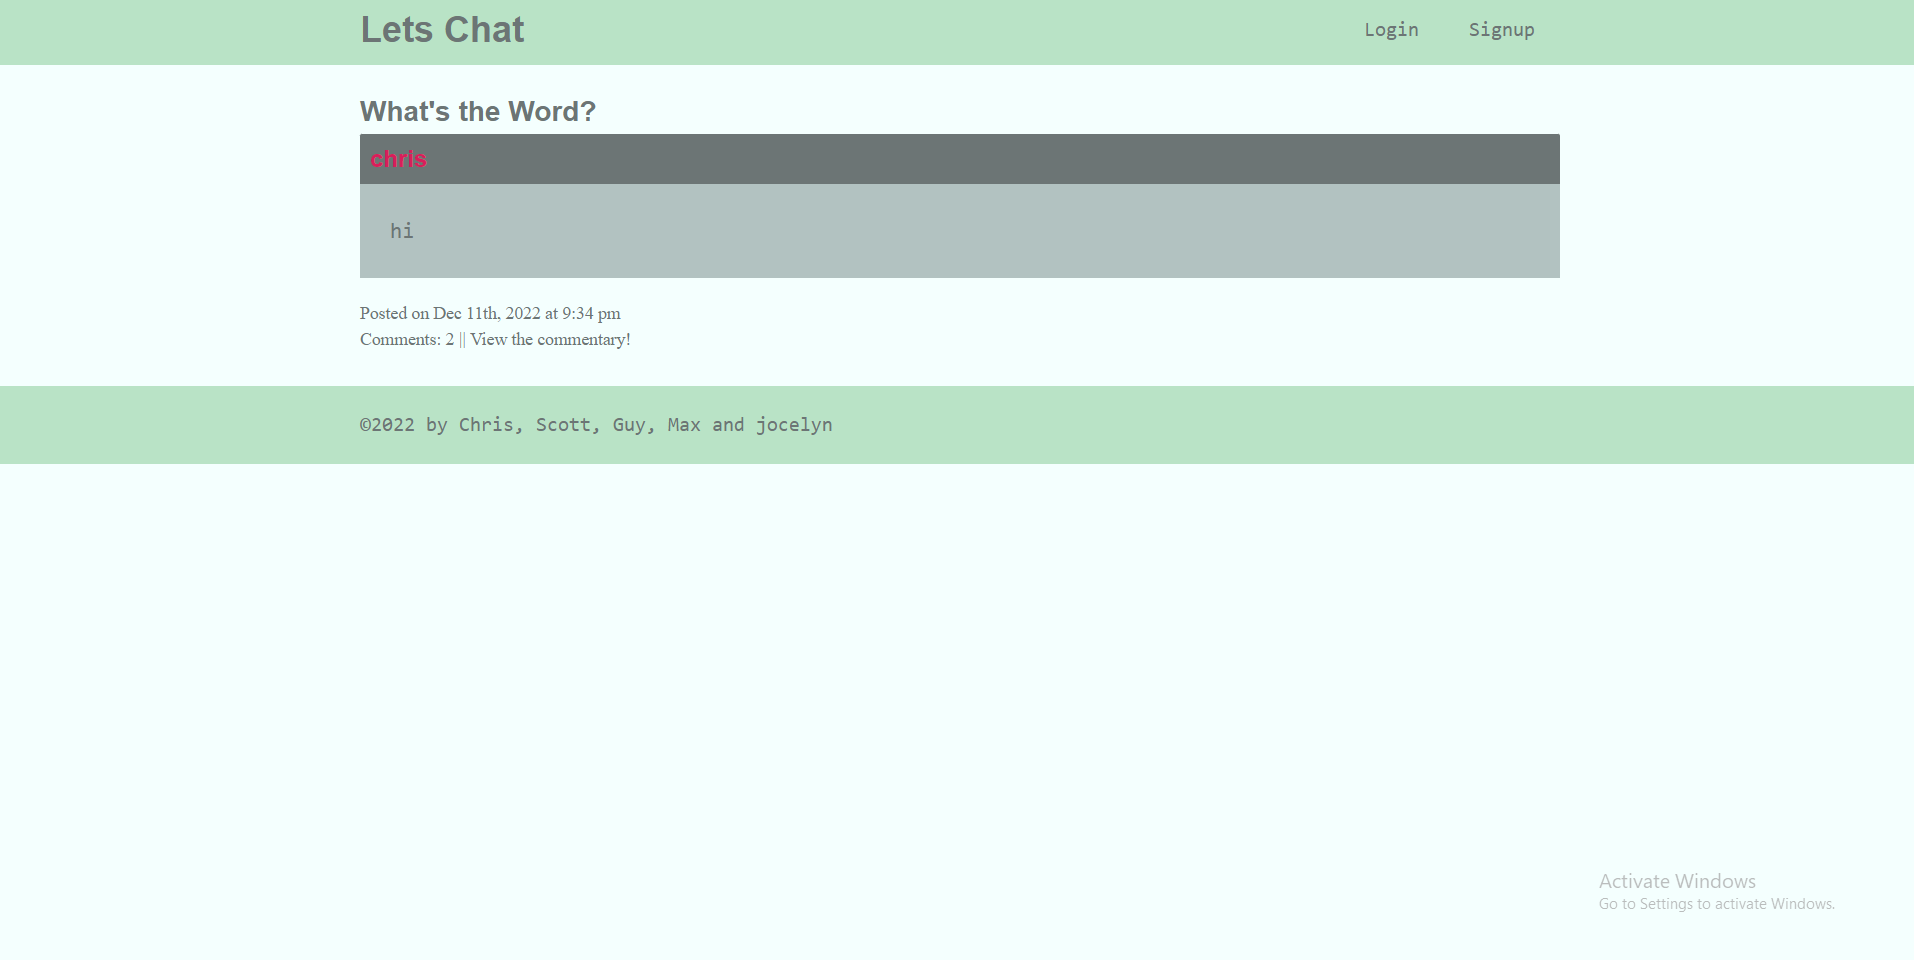 Lets Chat
Login Signup
What's the Word?
chris
hi
Posted on Dec 11th, 2022 at 9:34 pm
Comments: 2 || View the commentary!
©2022 by Chris, Scott, Guy, Max and jocelyn
Activate Windows
Go to Settings to activate Windows.